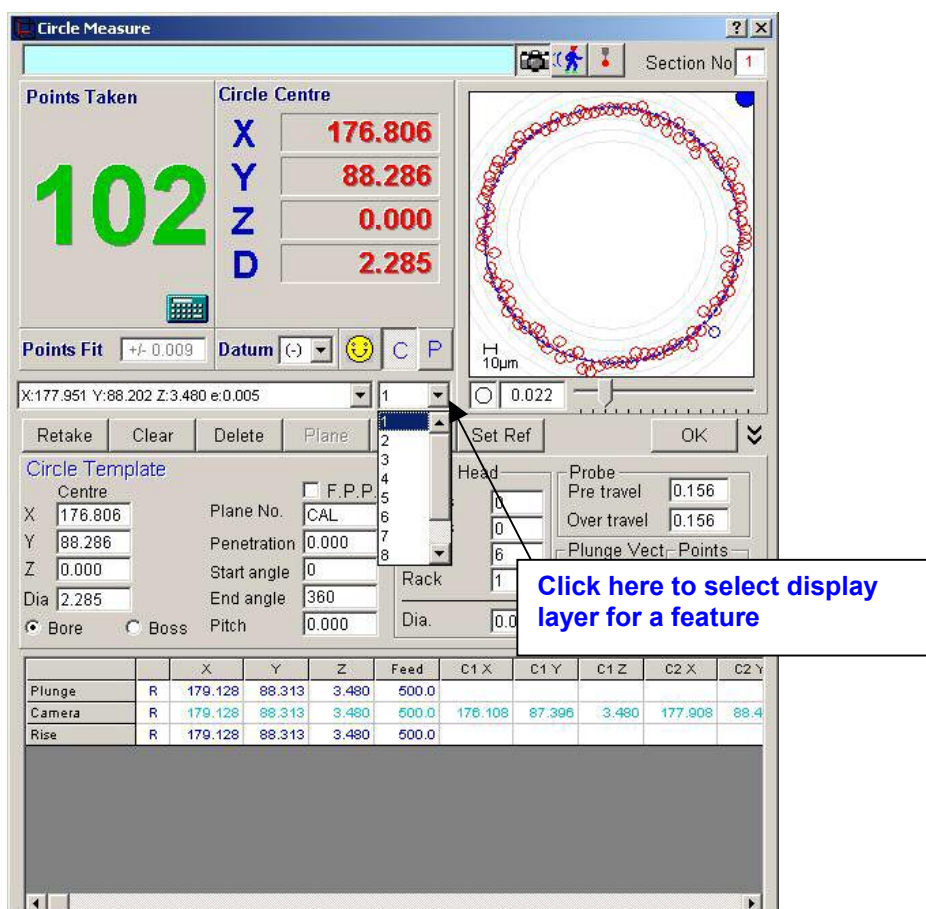 Circle Measure
Section No 1
Points Taken
102
Circle Centre
X 176.806
Y 88.286
Z 0.000
D 2.285
10µm
Points Fit +/- 0.009
Datum (-)
C P
X:177.951 Y:88.202 Z:3.480 e:0.005
1
0.022
1
2
3
4
5
6
7
8
Retake Clear Delete Plane Set Ref OK
Circle Template
Centre
X 176.806
Y 88.286
Z 0.000
Dia 2.285
Bore Boss
F.P.P.
Plane No. CAL
Penetration 0.000
Start angle 0
End angle 360
Pitch 0.000
Head
0
0
6
Rack 1
Dia.
Probe
Pre travel 0.156
Over travel 0.156
Plunge Vect Points
Click here to select display
layer for a feature
X Y Z Feed C1 X C1 Y C1 Z C2 X C2 Y
Plunge R 179.128 88.313 3.480 500.0
Camera R 179.128 88.313 3.480 500.0 176.108 87.396 3.480 177.908 88.4
Rise R 179.128 88.313 3.480 500.0